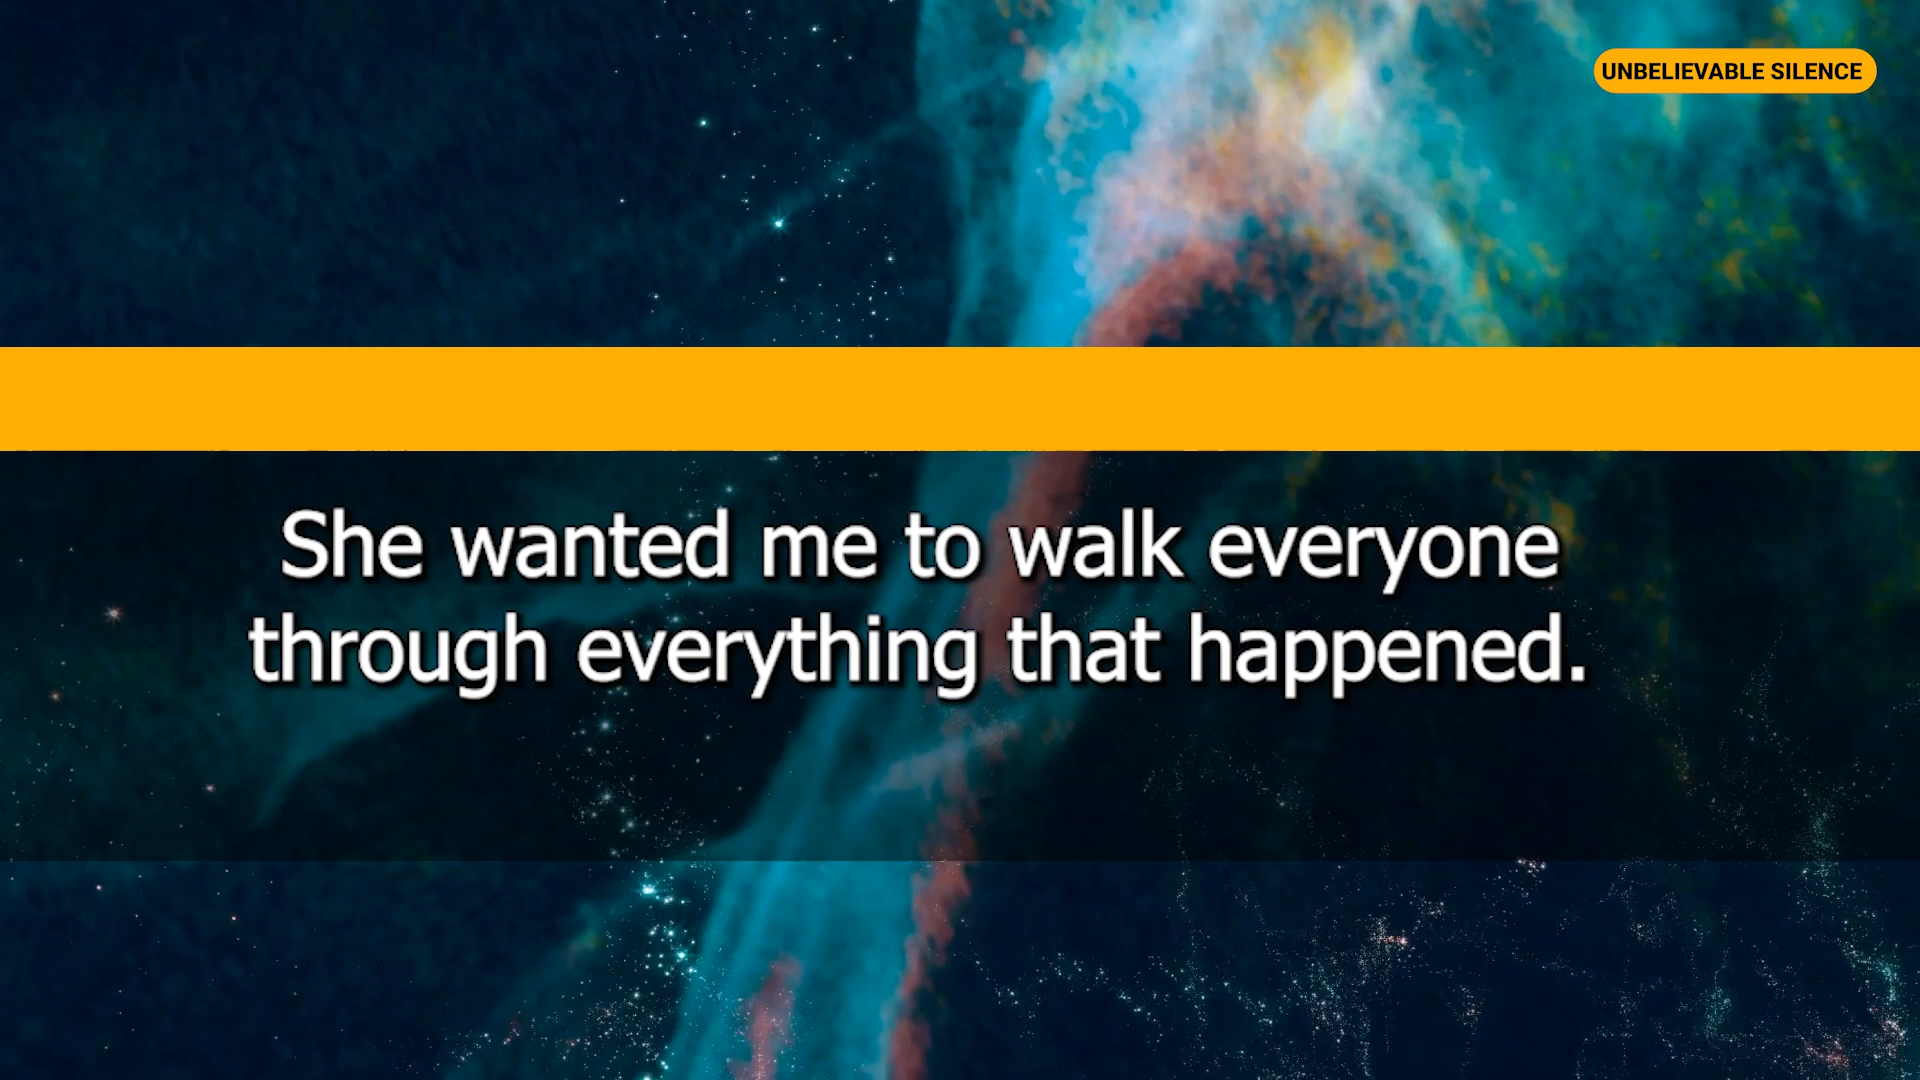 UNBELIEVABLE SILENCE
She wanted me to walk everyone
through everything that happened.